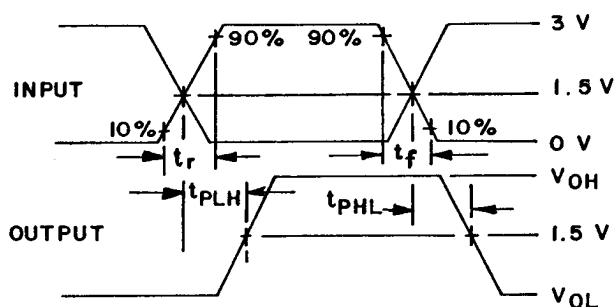 3 V
90% 90%
INPUT 1.5 V
10% 10% 0 V
tr tf
tPLH VOH
tPHL
OUTPUT 1.5 V
VOL